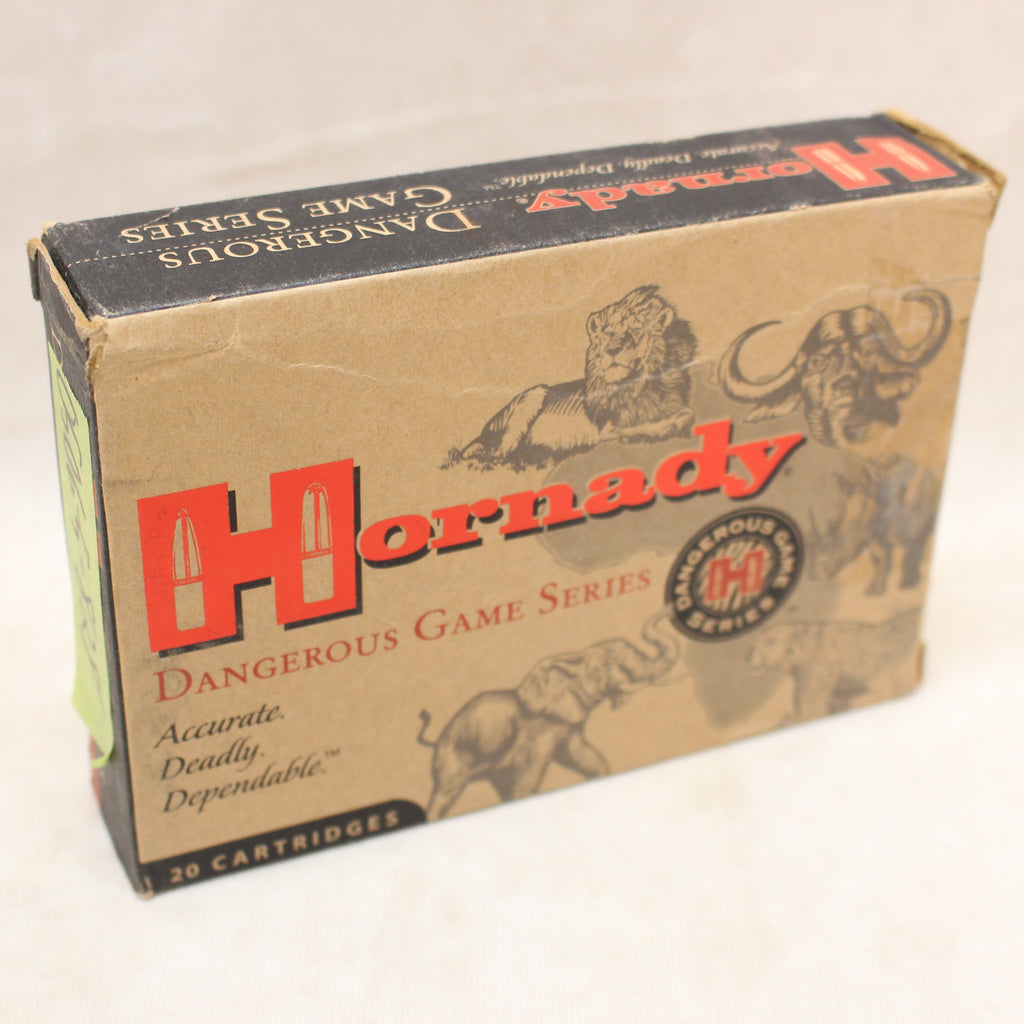 Accurate. Deadly. Dependable.™
Hornady®
DANGEROUS
GAME SERIES
Hornady®
DANGEROUS GAME SERIES
DANGEROUS GAME
SERIES
Accurate.
Deadly.
Dependable.™
20 CARTRIDGES